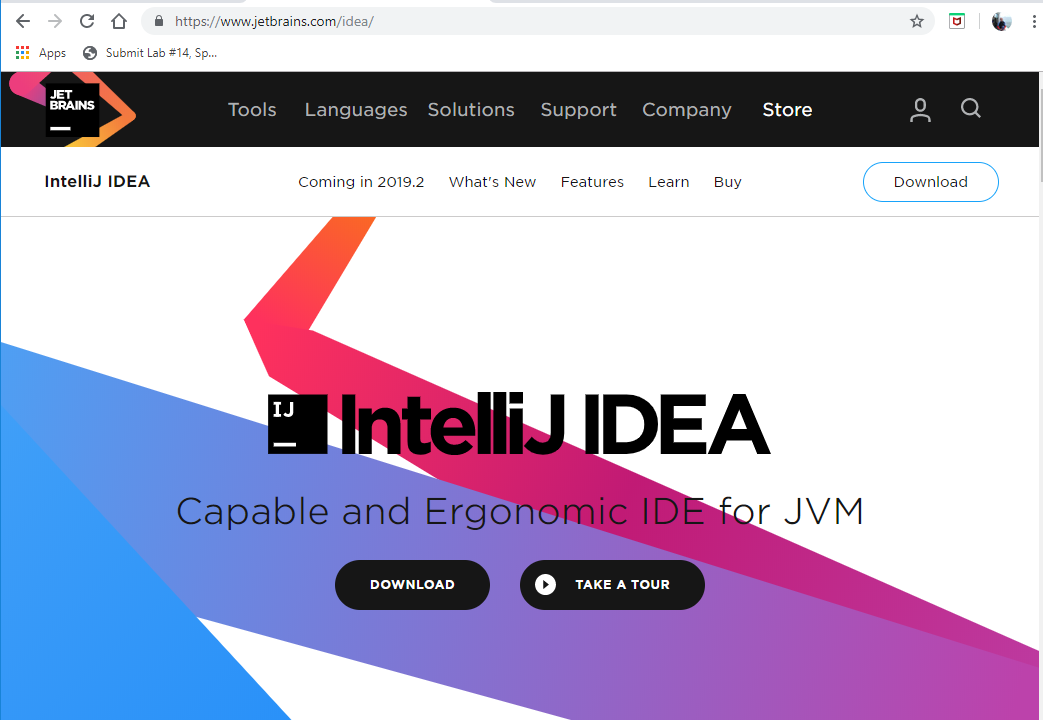 https://www.jetbrains.com/idea/
Apps Submit Lab #14, Sp...
JET
BRAINS
Tools Languages Solutions Support Company Store
IntelliJ IDEA Coming in 2019.2 What's New Features Learn Buy Download
IJ
IntelliJ IDEA
Capable and Ergonomic IDE for JVM
DOWNLOAD TAKE A TOUR